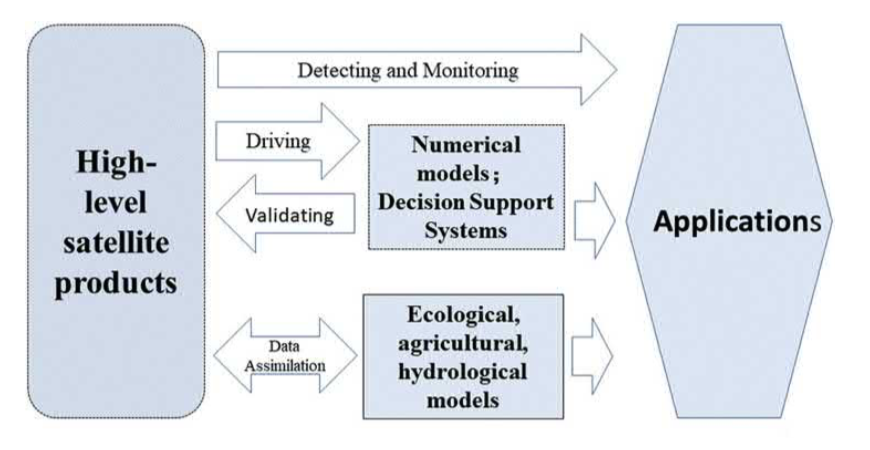 High-
level
satellite
products
Detecting and Monitoring
Driving
Validating
Numerical
models;
Decision Support
Systems
Data
Assimilation
Ecological,
agricultural,
hydrological
models
Applications